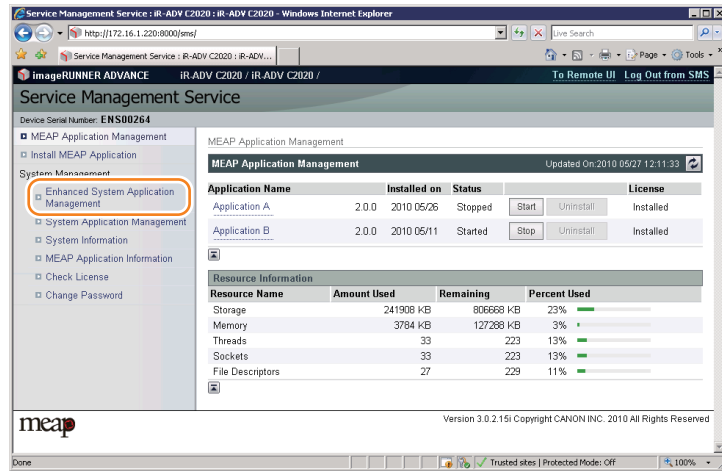 Service Management Service : iR-ADV C2020 : iR-ADV C2020 - Windows Internet Explorer
http://172.16.1.220:8000/sms/
Live Search
Service Management Service : iR-ADV C2020 : iR-ADV...
Page
Tools
imageRUNNER ADVANCE iR-ADV C2020 / iR-ADV C2020 /
To Remote UI Log Out from SMS
Service Management Service
Device Serial Number: ENS00264
MEAP Application Management
Install MEAP Application
System Management
Enhanced System Application
Management
System Application Management
System Information
MEAP Application Information
Check License
Change Password
MEAP Application Management
MEAP Application Management Updated On:2010 05/27 12:11:33
Application Name Installed on Status License
Application A 2.0.0 2010 05/26 Stopped Start Uninstall Installed
Application B 2.0.0 2010 05/11 Started Stop Uninstall Installed
Resource Information
Resource Name Amount Used Remaining Percent Used
Storage 241908 KB 806668 KB 23%
Memory 3784 KB 127288 KB 3%
Threads 33 223 13%
Sockets 33 223 13%
File Descriptors 27 229 11%
meap
Version 3.0.2.15i Copyright CANON INC. 2010 All Rights Reserved
Done
Trusted sites | Protected Mode: Off
100%